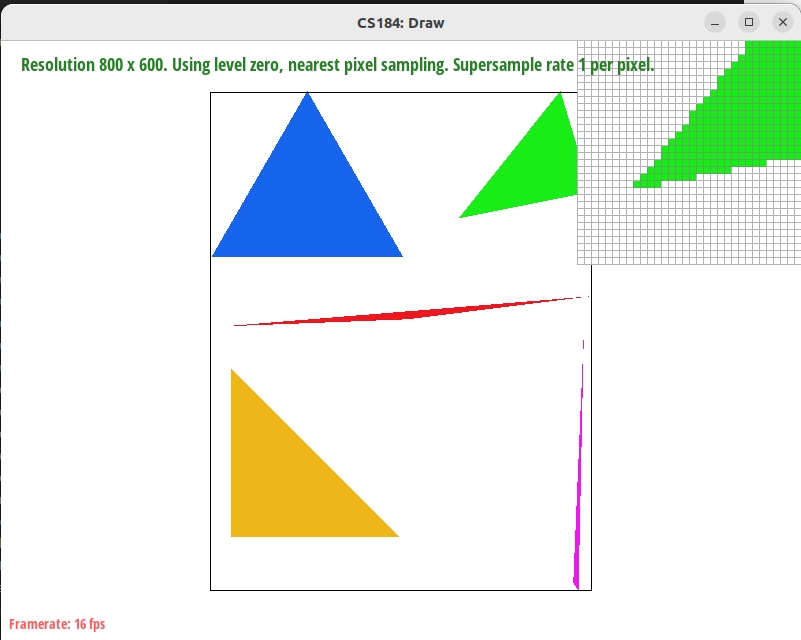 CS184: Draw
Resolution 800 x 600. Using level zero, nearest pixel sampling. Supersample rate 1 per pixel.
Framerate: 16 fps